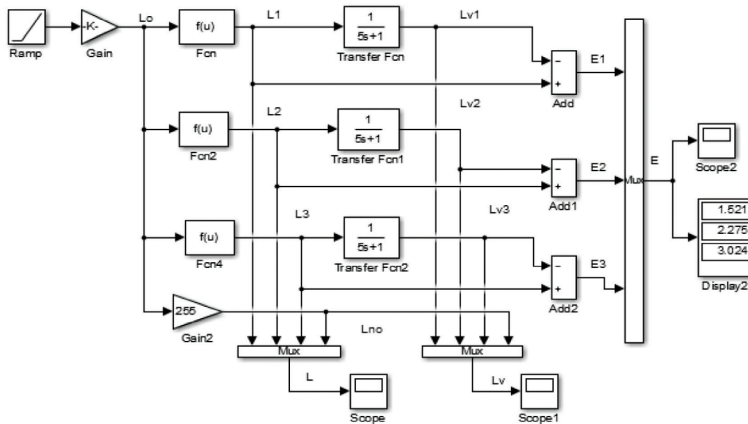 Ramp
-K-
Gain
Lo
f(u)
Fcn
L1
1
5s+1
Transfer Fcn
Lv1
−
+
Add
E1
f(u)
Fcn2
L2
1
5s+1
Transfer Fcn1
Lv2
−
+
Add1
E2
f(u)
Fcn4
L3
1
5s+1
Transfer Fcn2
Lv3
−
+
Add2
E3
255
Gain2
Lno
Mux
L
Scope
Mux
Lv
Scope1
Mux
E
Scope2
1.521
2.275
3.024
Display2